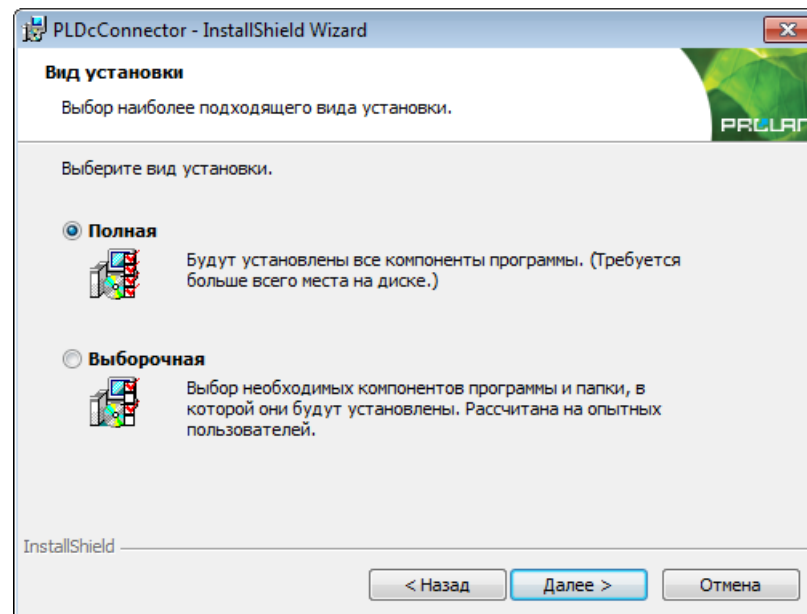 PLDcConnector - InstallShield Wizard
Вид установки
Выбор наиболее подходящего вида установки.
PROLAN
Выберите вид установки.
Полная
Будут установлены все компоненты программы. (Требуется
больше всего места на диске.)
Выборочная
Выбор необходимых компонентов программы и папки, в
которой они будут установлены. Рассчитана на опытных
пользователей.
InstallShield
< Назад
Далее >
Отмена